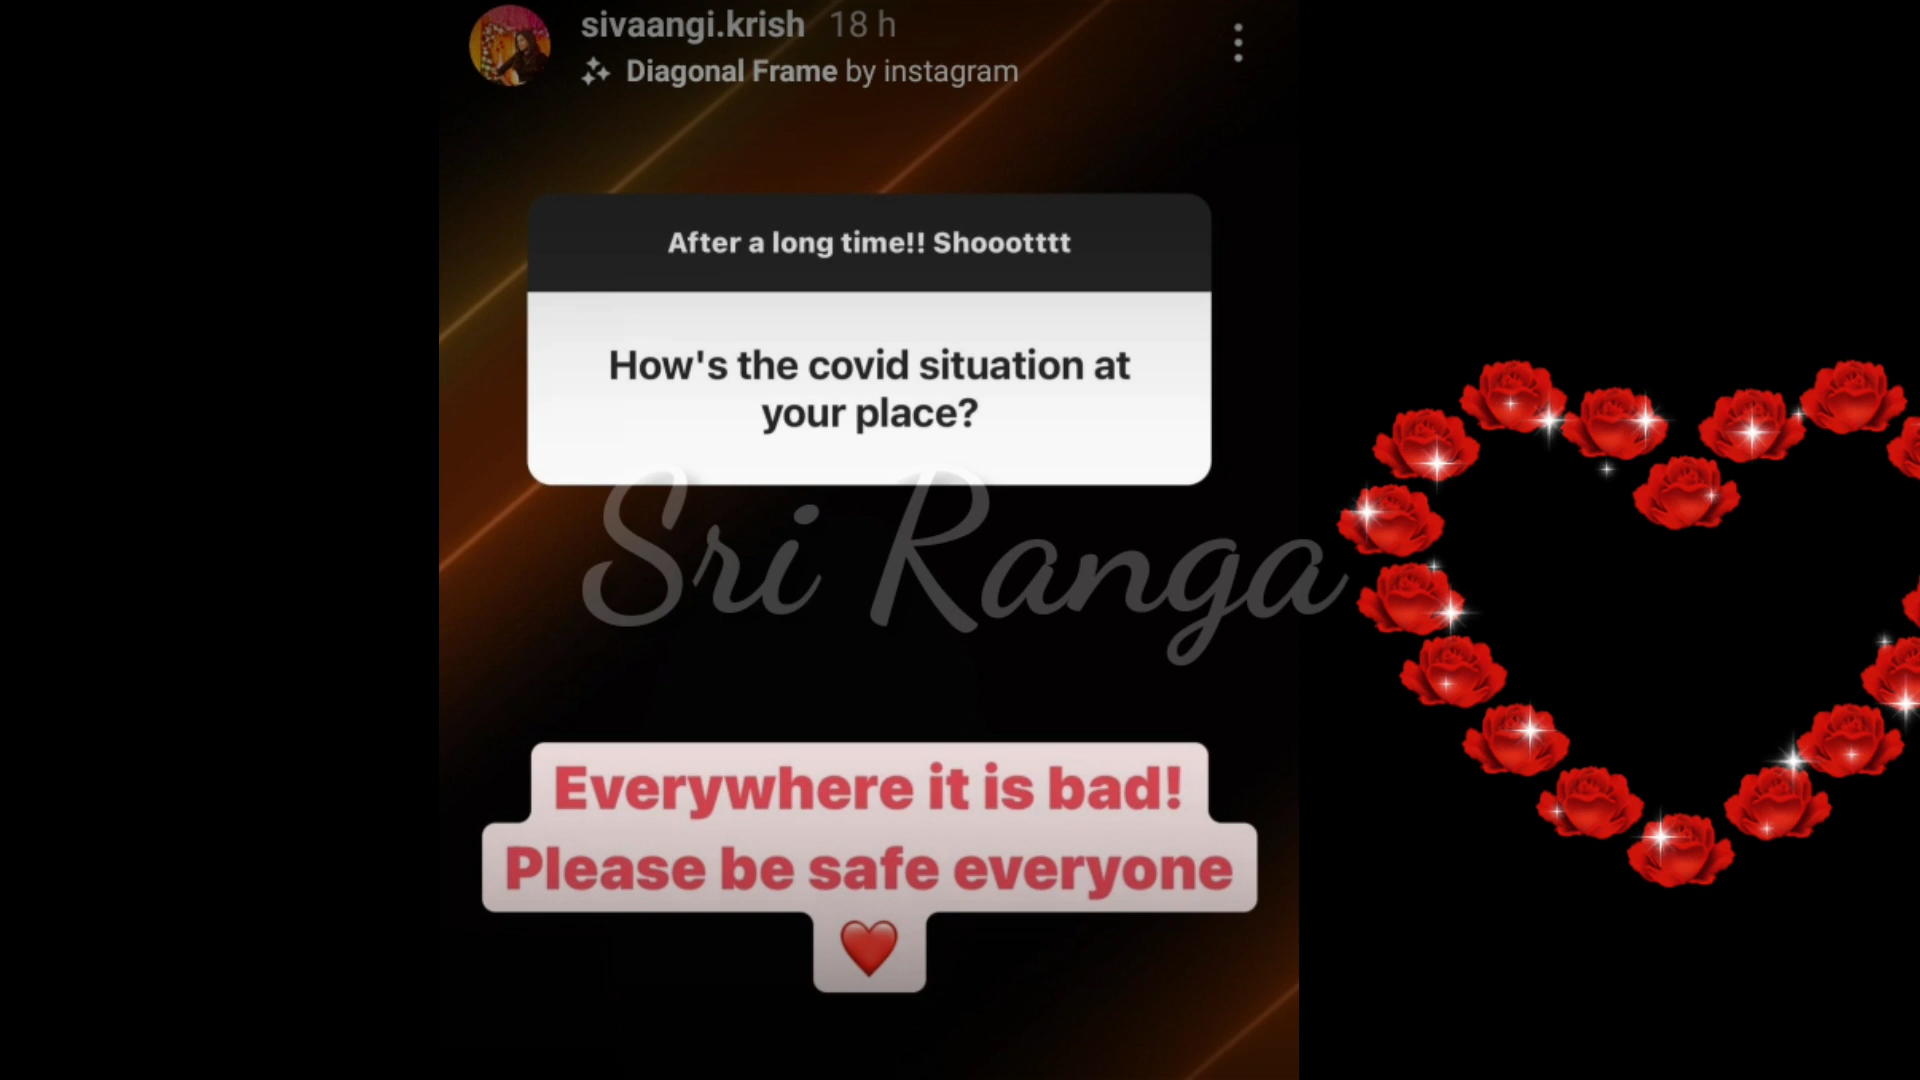 sivaangi.krish 18 h
Diagonal Frame by instagram
After a long time!! Shooottt
How's the covid situation at
your place?
Sri Ranga
Everywhere it is bad!
Please be safe everyone
❤️